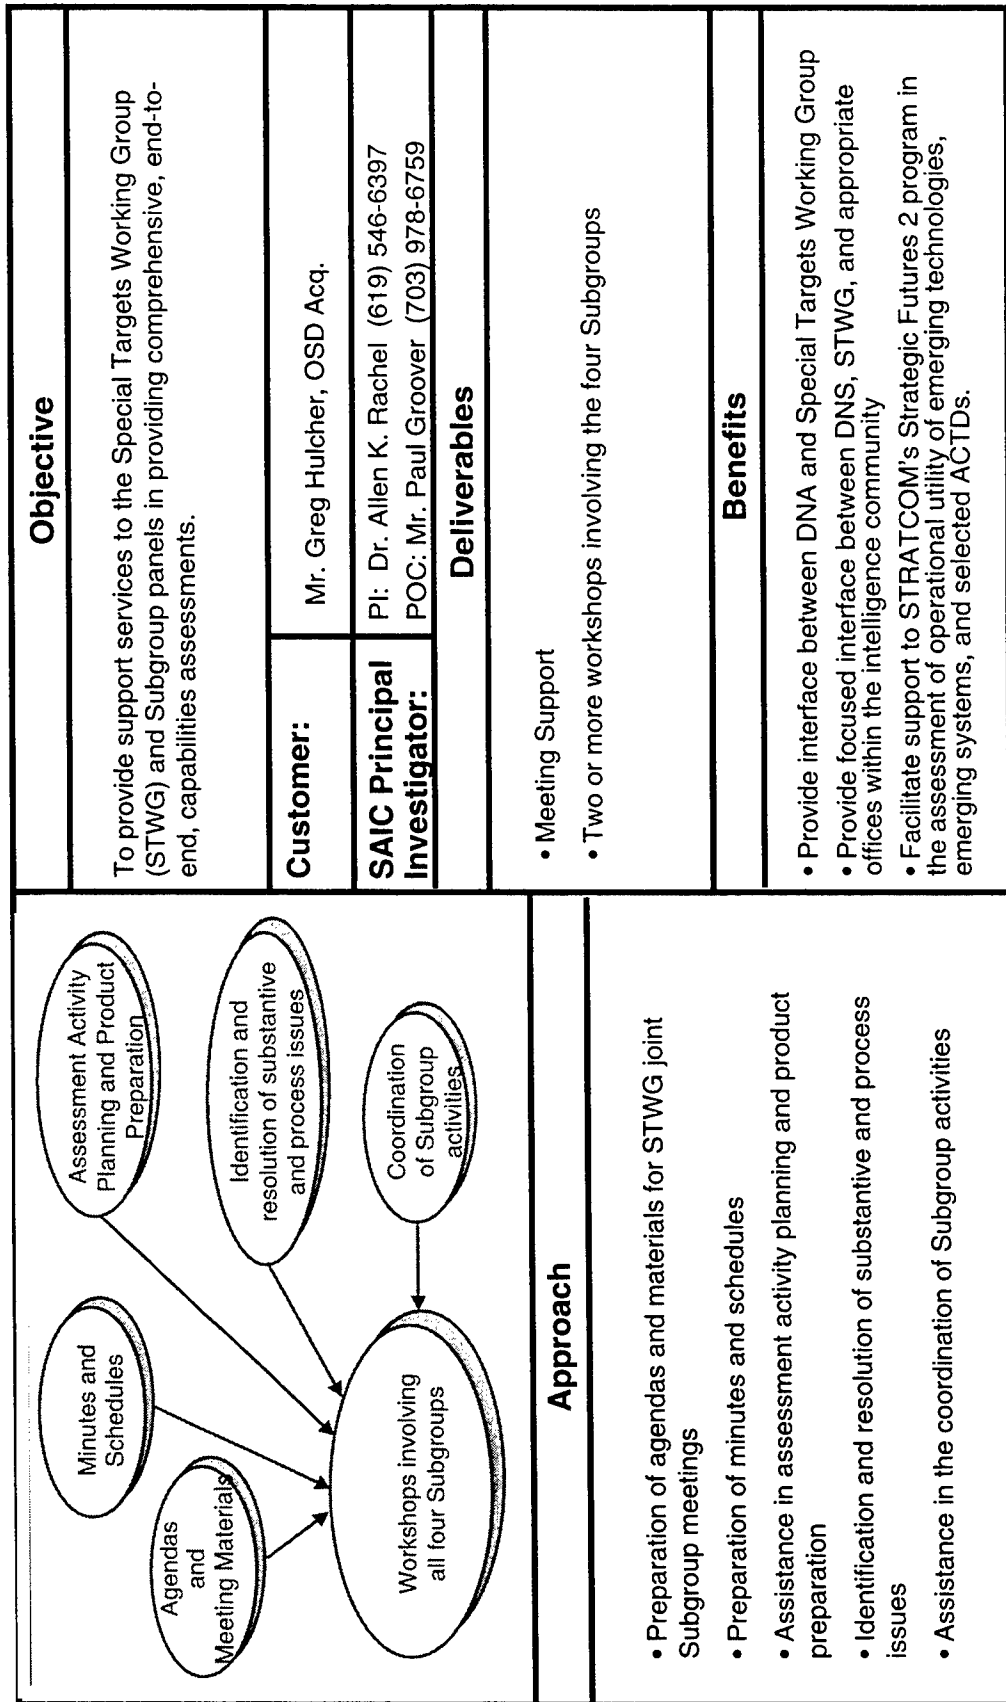 Agendas
and
Meeting Materials
Minutes and
Schedules
Assessment Activity
Planning and Product
Preparation
Identification and
resolution of substantive
and process issues
Coordination
of Subgroup
activities
Workshops involving
all four Subgroups
Approach
• Preparation of agendas and materials for STWG joint
Subgroup meetings
• Preparation of minutes and schedules
• Assistance in assessment activity planning and product
preparation
• Identification and resolution of substantive and process
issues
• Assistance in the coordination of Subgroup activities
Objective
To provide support services to the Special Targets Working Group
(STWG) and Subgroup panels in providing comprehensive, end-to-
end, capabilities assessments.
Customer:
Mr. Greg Hulcher, OSD Acq.
SAIC Principal
Investigator:
PI: Dr. Allen K. Rachel (619) 546-6397
POC: Mr. Paul Groover (703) 978-6759
Deliverables
• Meeting Support
• Two or more workshops involving the four Subgroups
Benefits
• Provide interface between DNA and Special Targets Working Group
• Provide focused interface between DNS, STWG, and appropriate
offices within the intelligence community
• Facilitate support to STRATCOM's Strategic Futures 2 program in
the assessment of operational utility of emerging technologies,
emerging systems, and selected ACTDs.